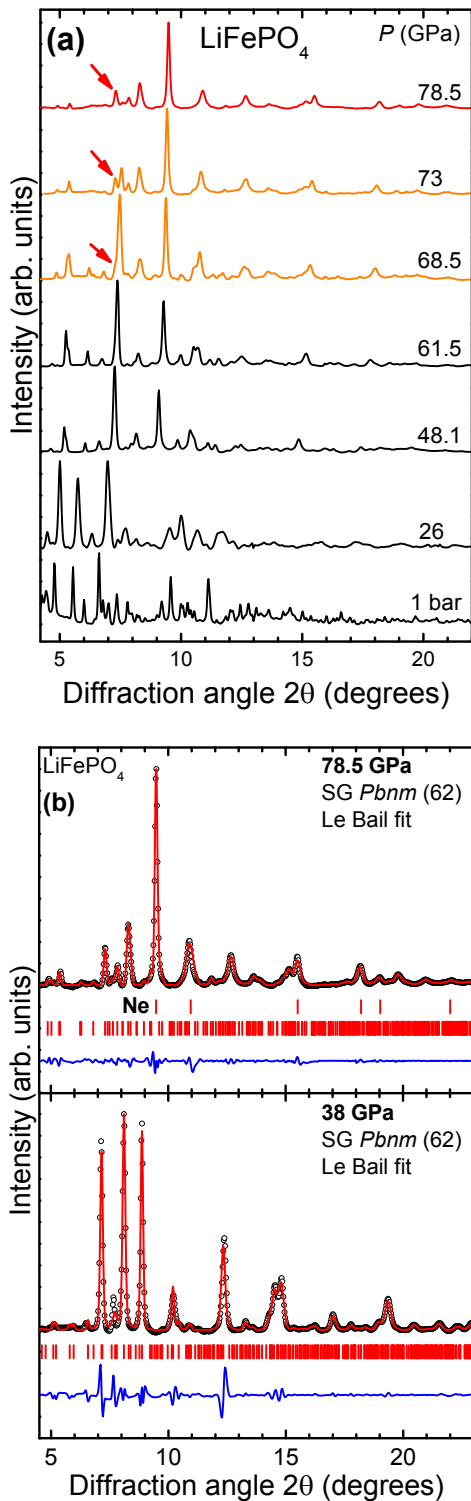 (a) LiFePO₄ P (GPa)
78.5
73
68.5
61.5
48.1
26
1 bar
Intensity (arb. units)
5 10 15 20
Diffraction angle 2θ (degrees)
LiFePO₄ 78.5 GPa
(b) SG Pbnm (62)
Le Bail fit
Ne
38 GPa
SG Pbnm (62)
Le Bail fit
Intensity (arb. units)
5 10 15 20
Diffraction angle 2θ (degrees)